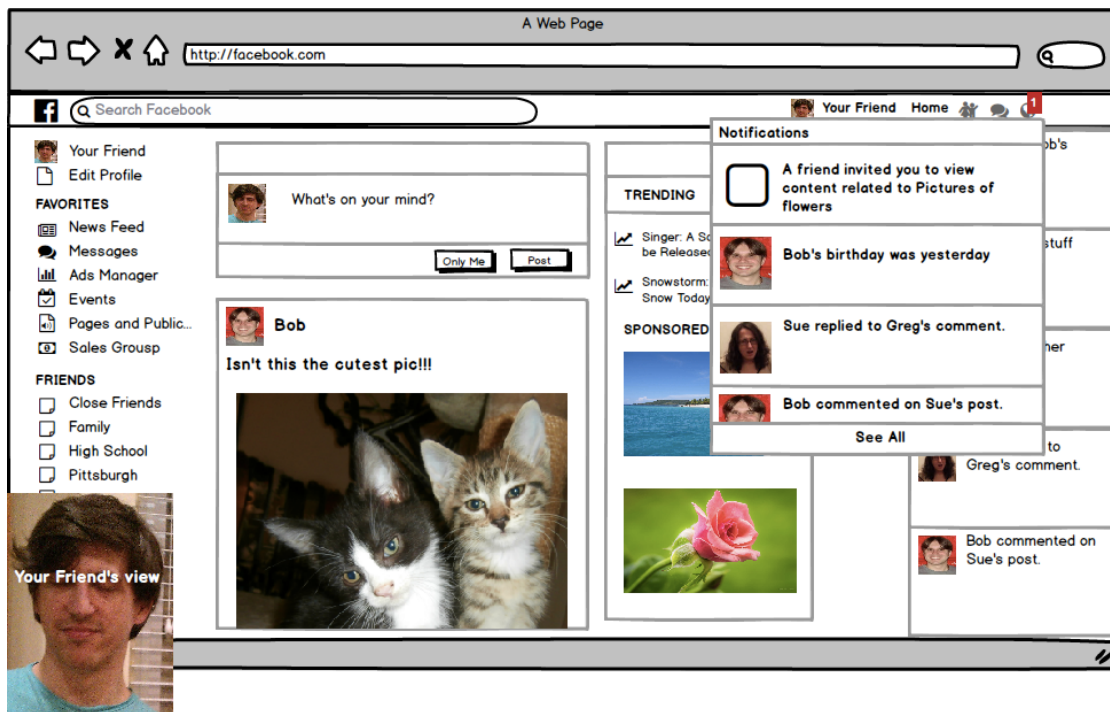 A Web Page
http://facebook.com
Search Facebook
Your Friend Home
1
Your Friend
Edit Profile
FAVORITES
News Feed
Messages
Ads Manager
Events
Pages and Public...
Sales Grousp
FRIENDS
Close Friends
Family
High School
Pittsburgh
Your Friend's view
What's on your mind?
Only Me
Post
Bob
Isn't this the cutest pic!!!
TRENDING
Singer: A
be Released
Snowstorm:
Snow Today
SPONSORED
Notifications
A friend invited you to view
content related to Pictures of
flowers
Bob's birthday was yesterday
Sue replied to Greg's comment.
Bob commented on Sue's post.
See All
stuff
to
Greg's comment.
Bob commented on
Sue's post.